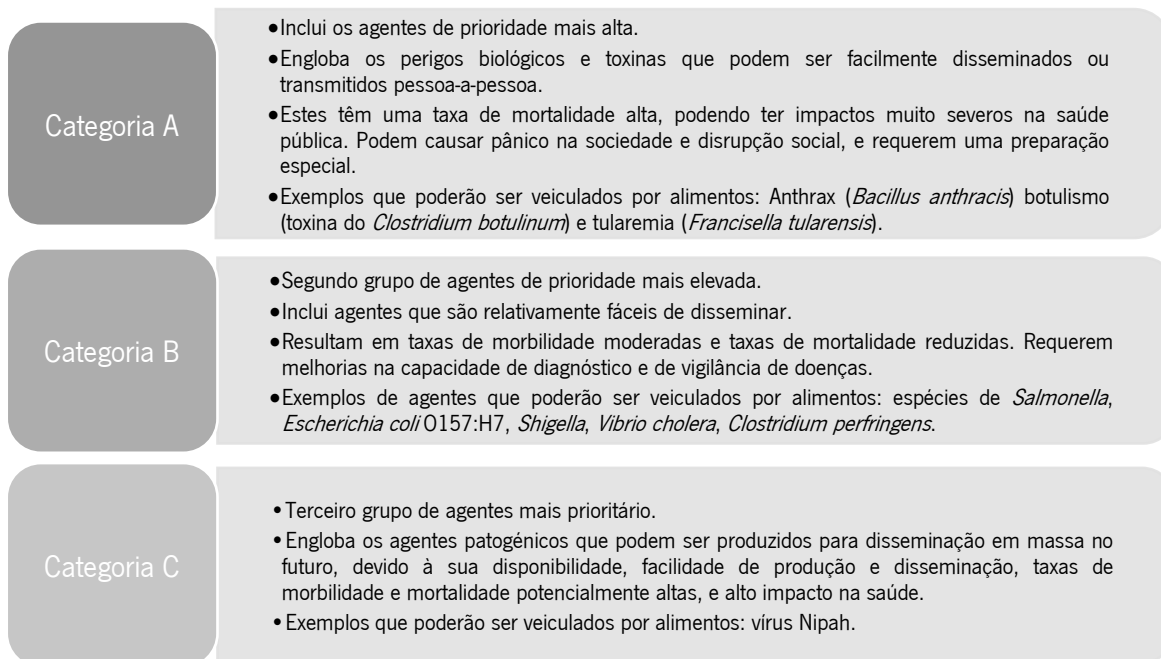 Categoria A
•Inclui os agentes de prioridade mais alta.
•Engloba os perigos biológicos e toxinas que podem ser facilmente disseminados ou
transmitidos pessoa-a-pessoa.
•Estes têm uma taxa de mortalidade alta, podendo ter impactos muito severos na saúde
pública. Podem causar pânico na sociedade e disrupção social, e requerem uma preparação
especial.
•Exemplos que poderão ser veiculados por alimentos: Anthrax (Bacillus anthracis) botulismo
(toxina do Clostridium botulinum) e tularemia (Francisella tularensis).
Categoria B
•Segundo grupo de agentes de prioridade mais elevada.
•Inclui agentes que são relativamente fáceis de disseminar.
•Resultam em taxas de morbilidade moderadas e taxas de mortalidade reduzidas. Requerem
melhorias na capacidade de diagnóstico e de vigilância de doenças.
•Exemplos de agentes que poderão ser veiculados por alimentos: espécies de Salmonella,
Escherichia coli O157:H7, Shigella, Vibrio cholera, Clostridium perfringens.
Categoria C
•Terceiro grupo de agentes mais prioritário.
•Engloba os agentes patogénicos que podem ser produzidos para disseminação em massa no
futuro, devido à sua disponibilidade, facilidade de produção e disseminação, taxas de
morbilidade e mortalidade potencialmente altas, e alto impacto na saúde.
•Exemplos que poderão ser veiculados por alimentos: vírus Nipah.